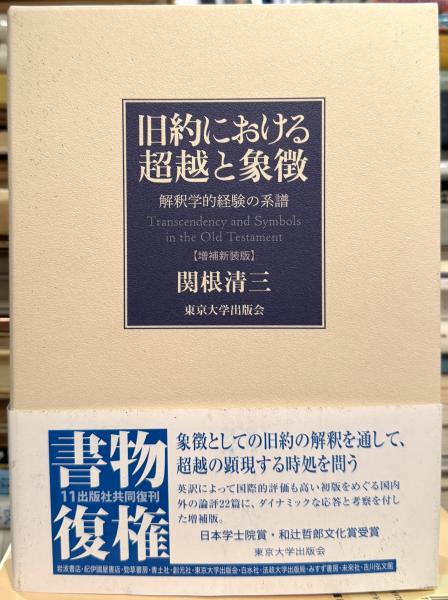 旧約における
超越と象徴
解釈学的経験の系譜
Transcendency and Symbols
in the Old Testament
【増補新装版】
関根清三
東京大学出版会
書物
11出版社共同復刊
復権
象徴としての旧約の解釈を通して、
超越の顕現する時処を問う
英訳によって国際的評価も高い初版をめぐる国内
外の論評22篇に、ダイナミックな応答と考察を付し
た増補版。
日本学士院賞・和辻哲郎文化賞受賞
東京大学出版会
岩波書店・紀伊國屋書店・勁草書房・青土社・創元社・東京大学出版会・白水社・法政大学出版局・みすず書房・未来社・吉川弘文館